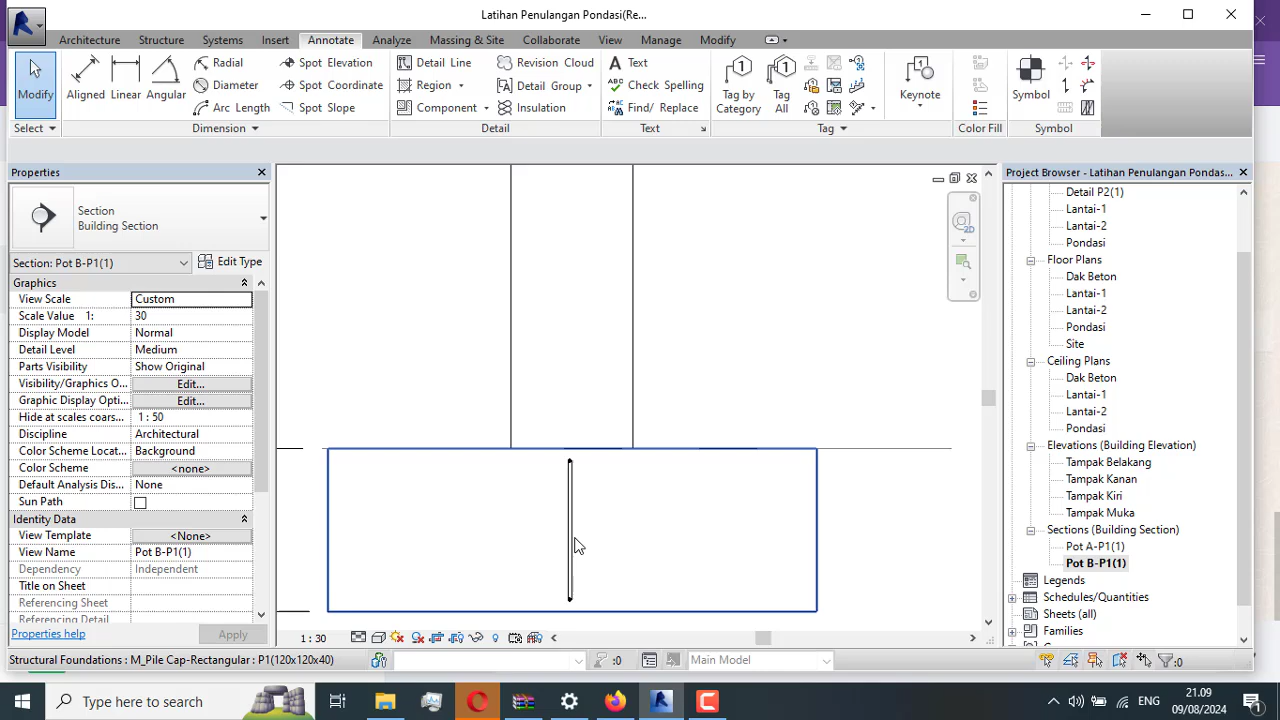 Latihan Penulangan Pondasi(Re...
Architecture Structure Systems Insert Annotate Analyze Massing & Site Collaborate View Manage Modify
Modify
Select
Aligned
Linear
Angular
Radial
Diameter
Arc Length
Spot Elevation
Spot Coordinate
Spot Slope
Dimension
Detail Line
Region
Component
Revision Cloud
Detail Group
Insulation
Detail
Text
Check Spelling
Find/ Replace
Text
Tag by Category
Tag All
Tag
Keynote
Color Fill
Symbol
Symbol
Properties
Section
Building Section
Section: Pot B-P1(1)
Edit Type
Graphics
View Scale Custom
Scale Value 1: 30
Display Model Normal
Detail Level Medium
Parts Visibility Show Original
Visibility/Graphics O... Edit...
Graphic Display Opti... Edit...
Hide at scales coars... 1 : 50
Discipline Architectural
Color Scheme Locat... Background
Color Scheme <none>
Default Analysis Dis... None
Sun Path
Identity Data
View Template <None>
View Name Pot B-P1(1)
Dependency Independent
Title on Sheet
Referencing Sheet
Referencing Detail
Properties help
Apply
2D
1 : 30
Project Browser - Latihan Penulangan Pondas...
Detail P2(1)
Lantai-1
Lantai-2
Pondasi
Floor Plans
Dak Beton
Lantai-1
Lantai-2
Pondasi
Site
Ceiling Plans
Dak Beton
Lantai-1
Lantai-2
Pondasi
Elevations (Building Elevation)
Tampak Belakang
Tampak Kanan
Tampak Kiri
Tampak Muka
Sections (Building Section)
Pot A-P1(1)
Pot B-P1(1)
Legends
Schedules/Quantities
Sheets (all)
Families
Structural Foundations : M_Pile Cap-Rectangular : P1(120x120x40)
:0
Main Model
:0
Type here to search
ENG
21.09
09/08/2024
1